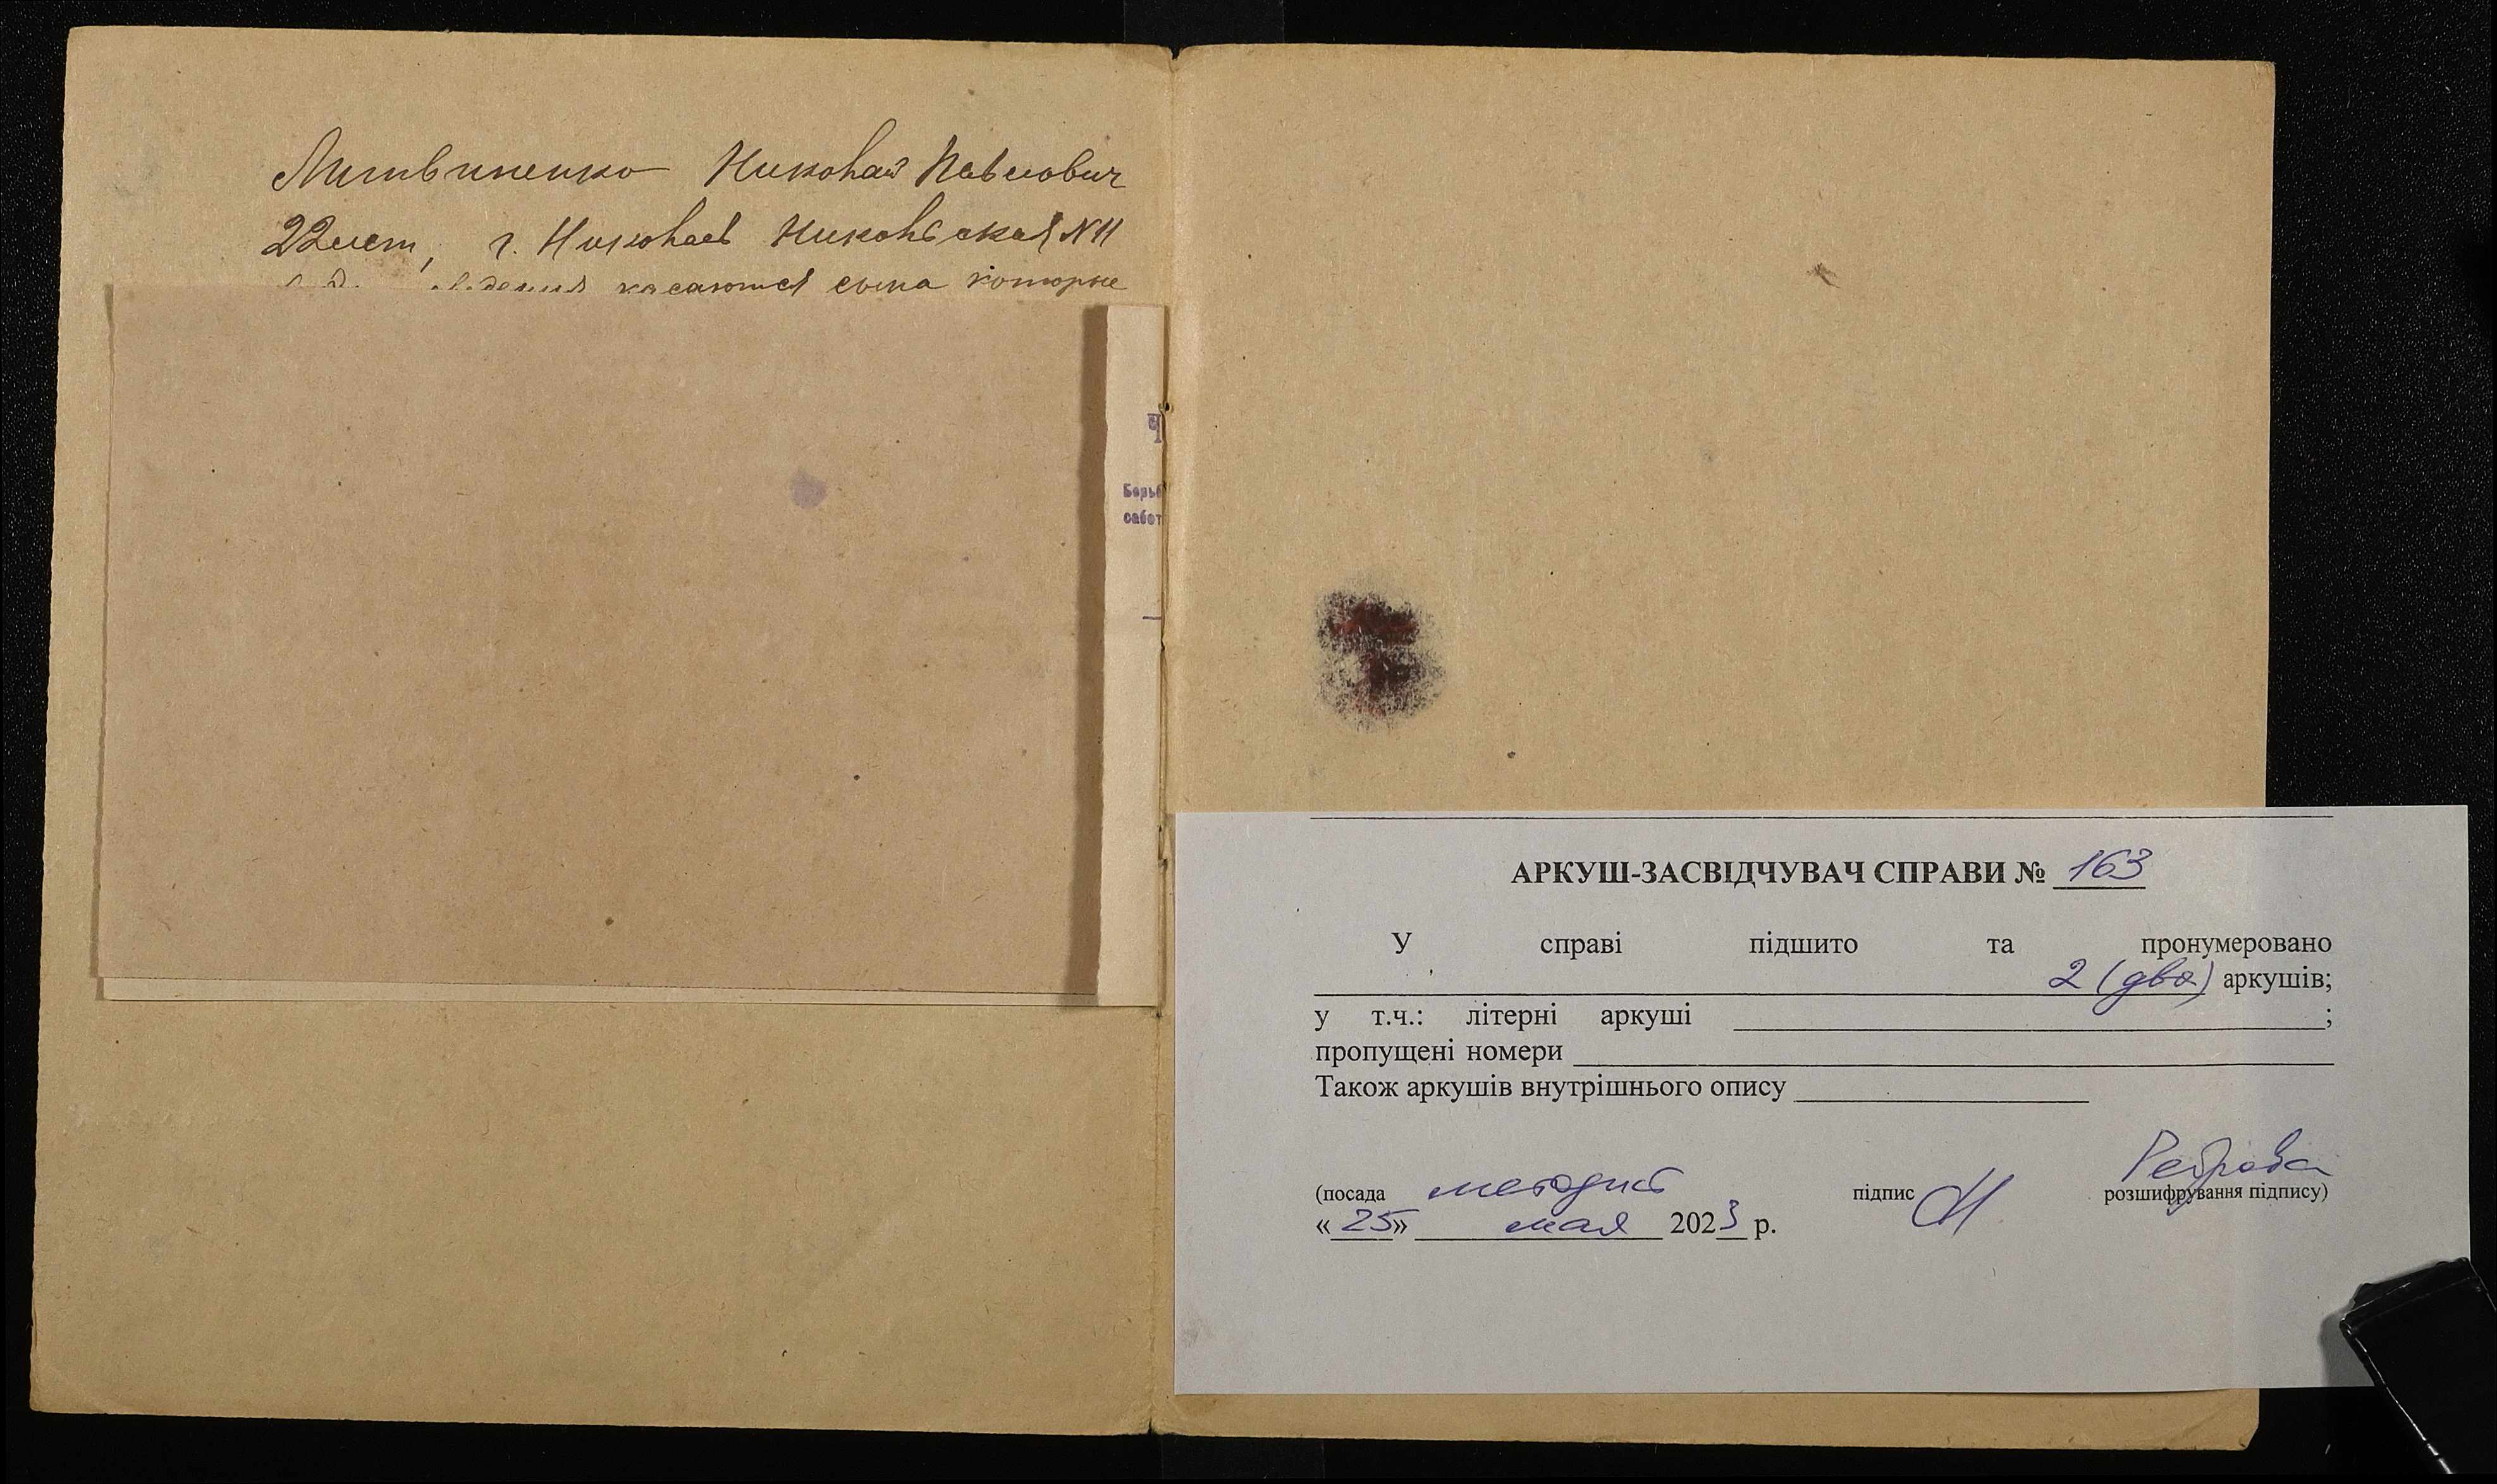 Литвиненко Николай Павлович
22 лет, г. Николаев Никольская № 11
касаются сына которые
Ч
Борьб
сабот
АРКУШ-ЗАСВІДЧУВАЧ СПРАВИ № 163
У справі підшито та пронумеровано
2 (два) аркушів;
у т.ч.: літерні аркуші ;
пропущені номери
Також аркушів внутрішнього опису
(посада методист підпис розшифрування підпису)
«25» мая 2023 р.